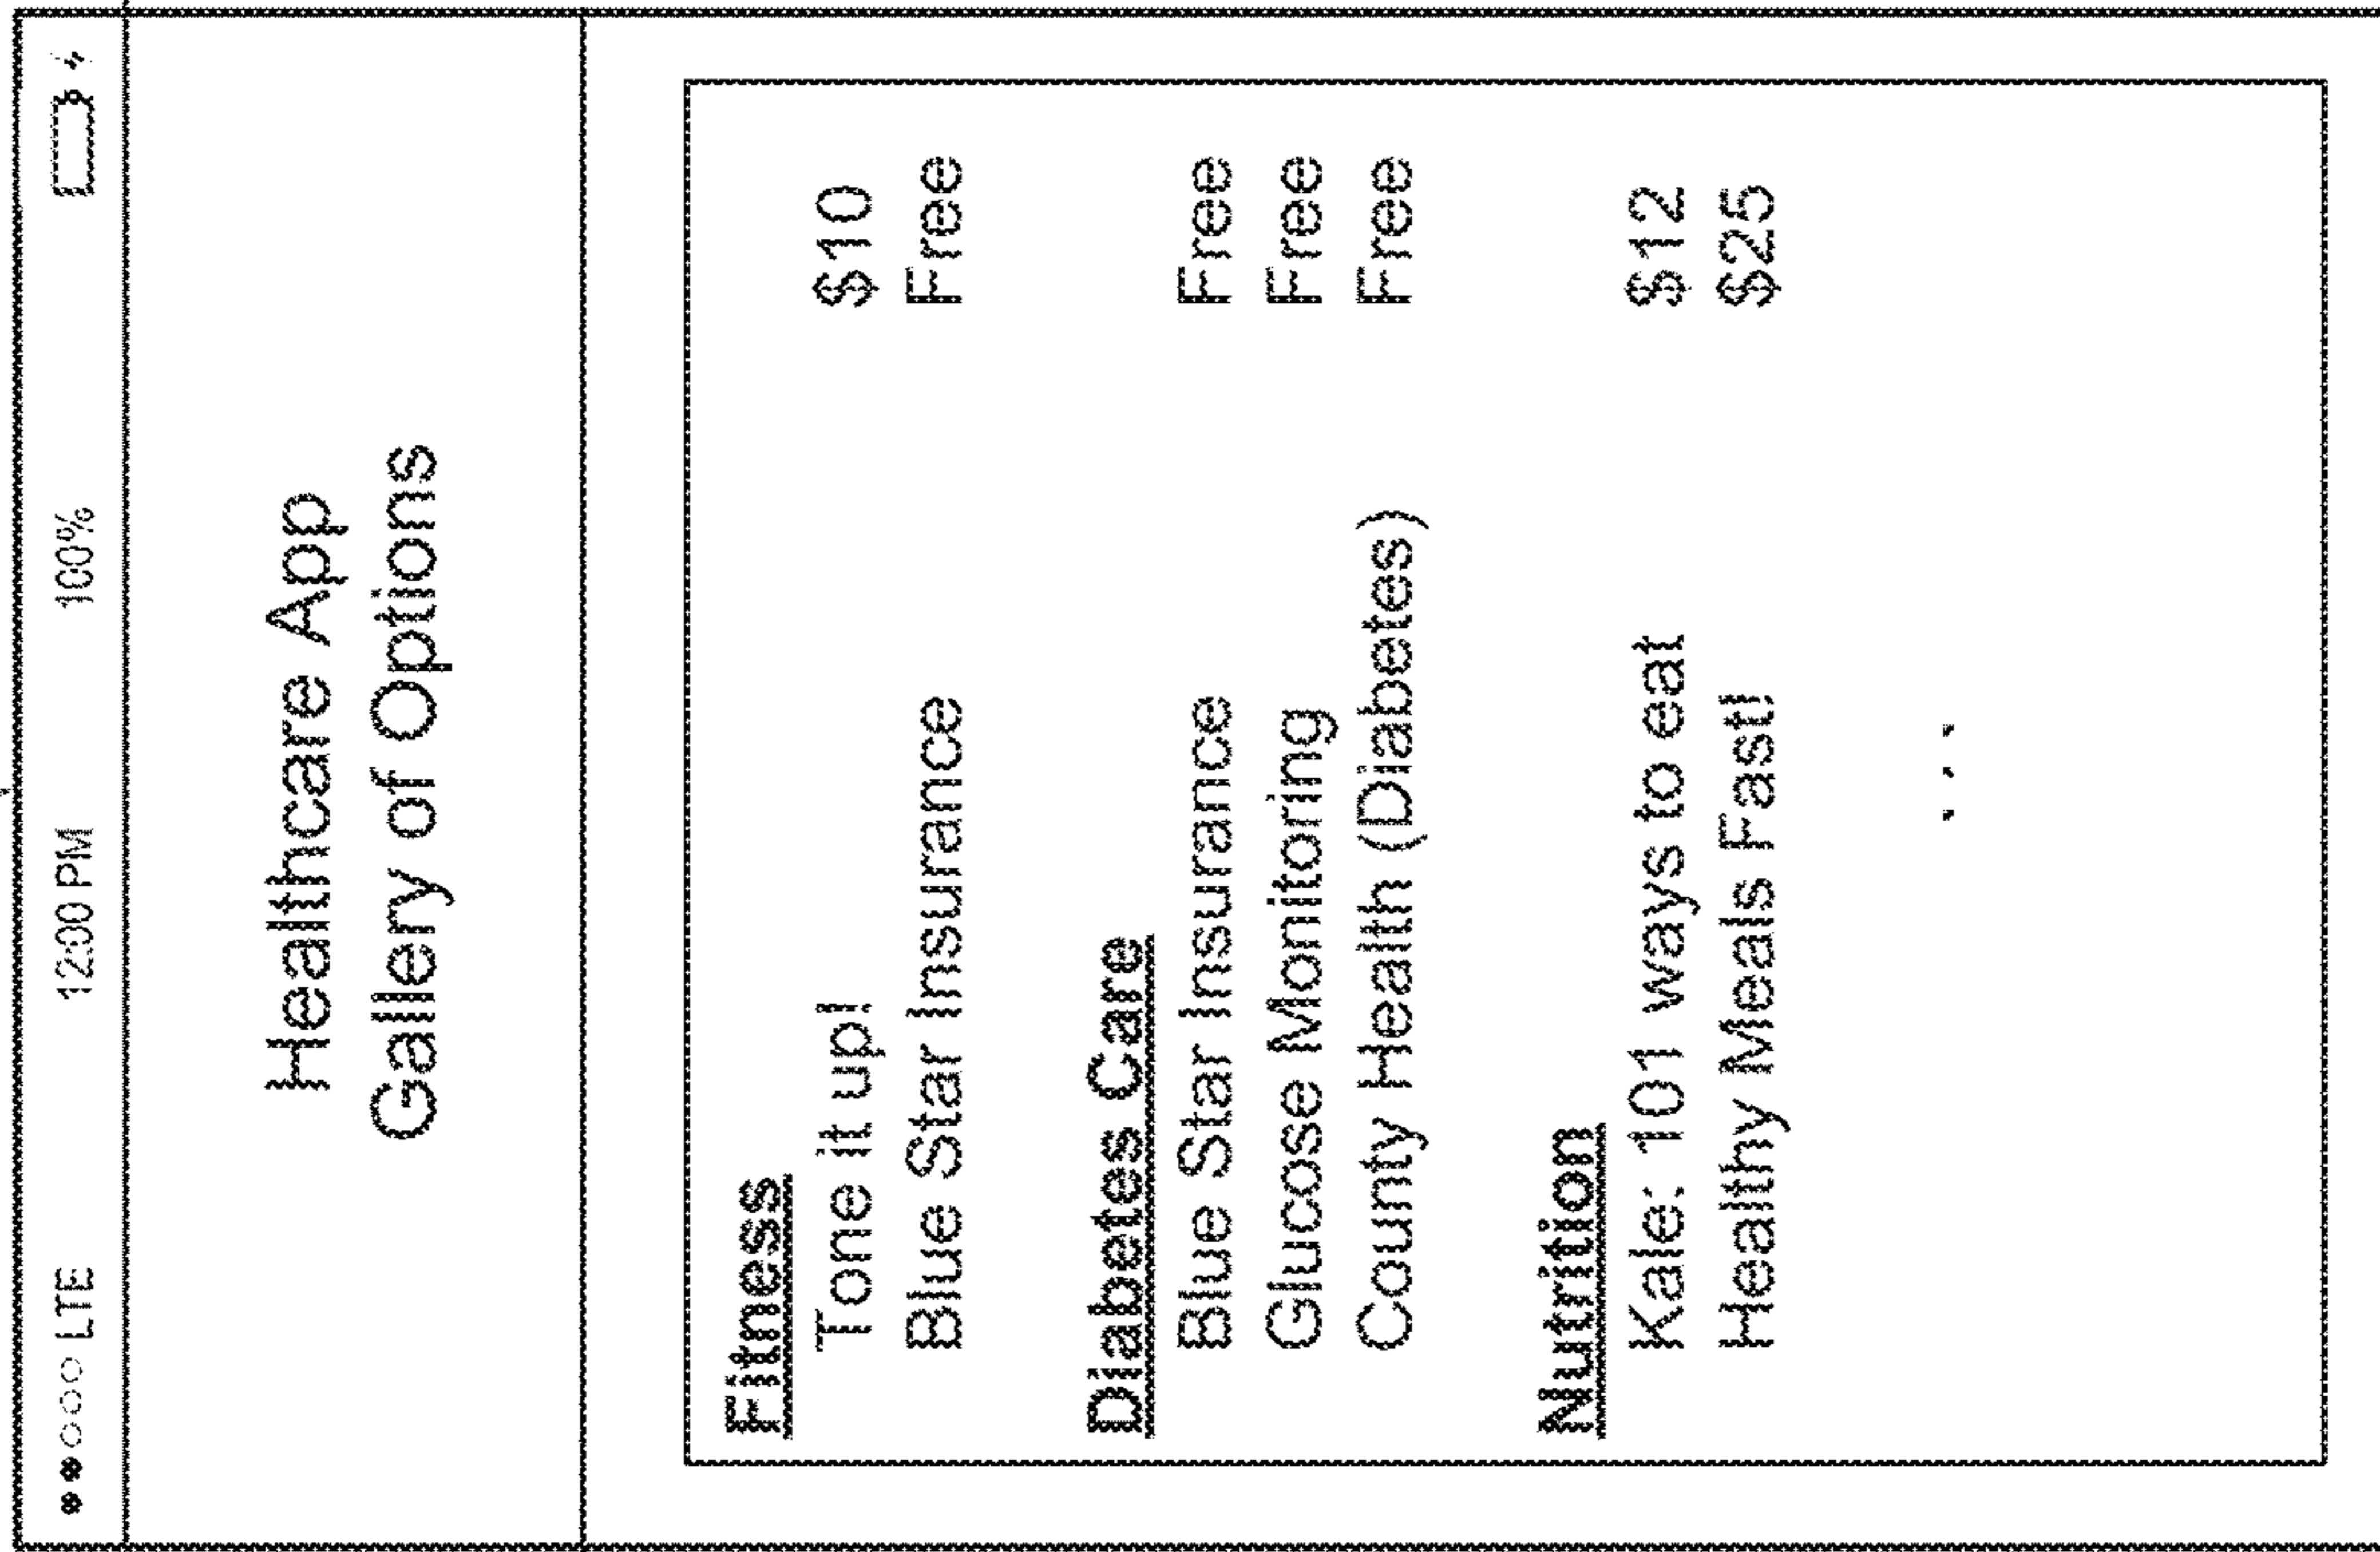 LTE 12:00 PM 100%
Healthcare App
Gallery of Options
Fitness
Tone it up! $10
Blue Star Insurance Free
Diabetes Care
Blue Star Insurance Free
Glucose Monitoring Free
County Health (Diabetes) Free
Nutrition
Kale: 101 ways to eat $12
Healthy Meals Fast! $25
...